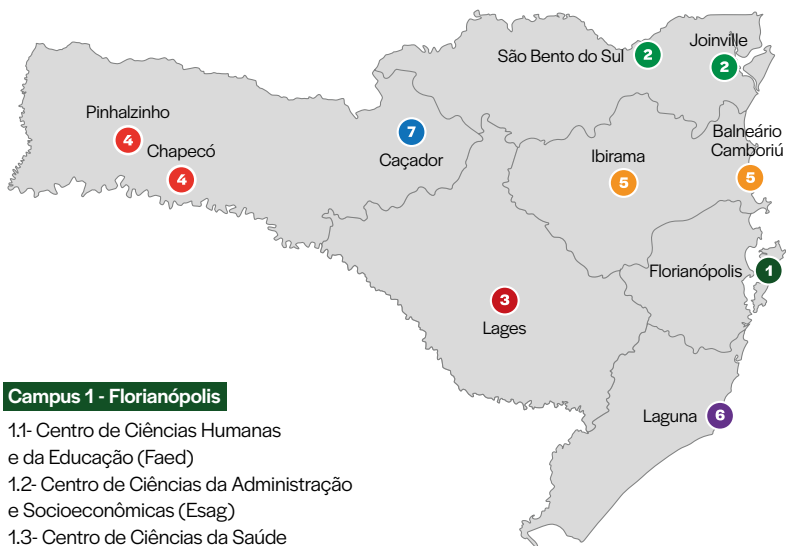 Joinville
2
São Bento do Sul
2
Pinhalzinho
4
Chapecó
4
7
Caçador
Balneário
Camboriú
5
Ibirama
5
Florianópolis
1
3
Lages
Laguna
6
Campus 1 - Florianópolis
1.1- Centro de Ciências Humanas
e da Educação (Faed)
1.2- Centro de Ciências da Administração
e Socioeconômicas (Esag)
1.3- Centro de Ciências da Saúde